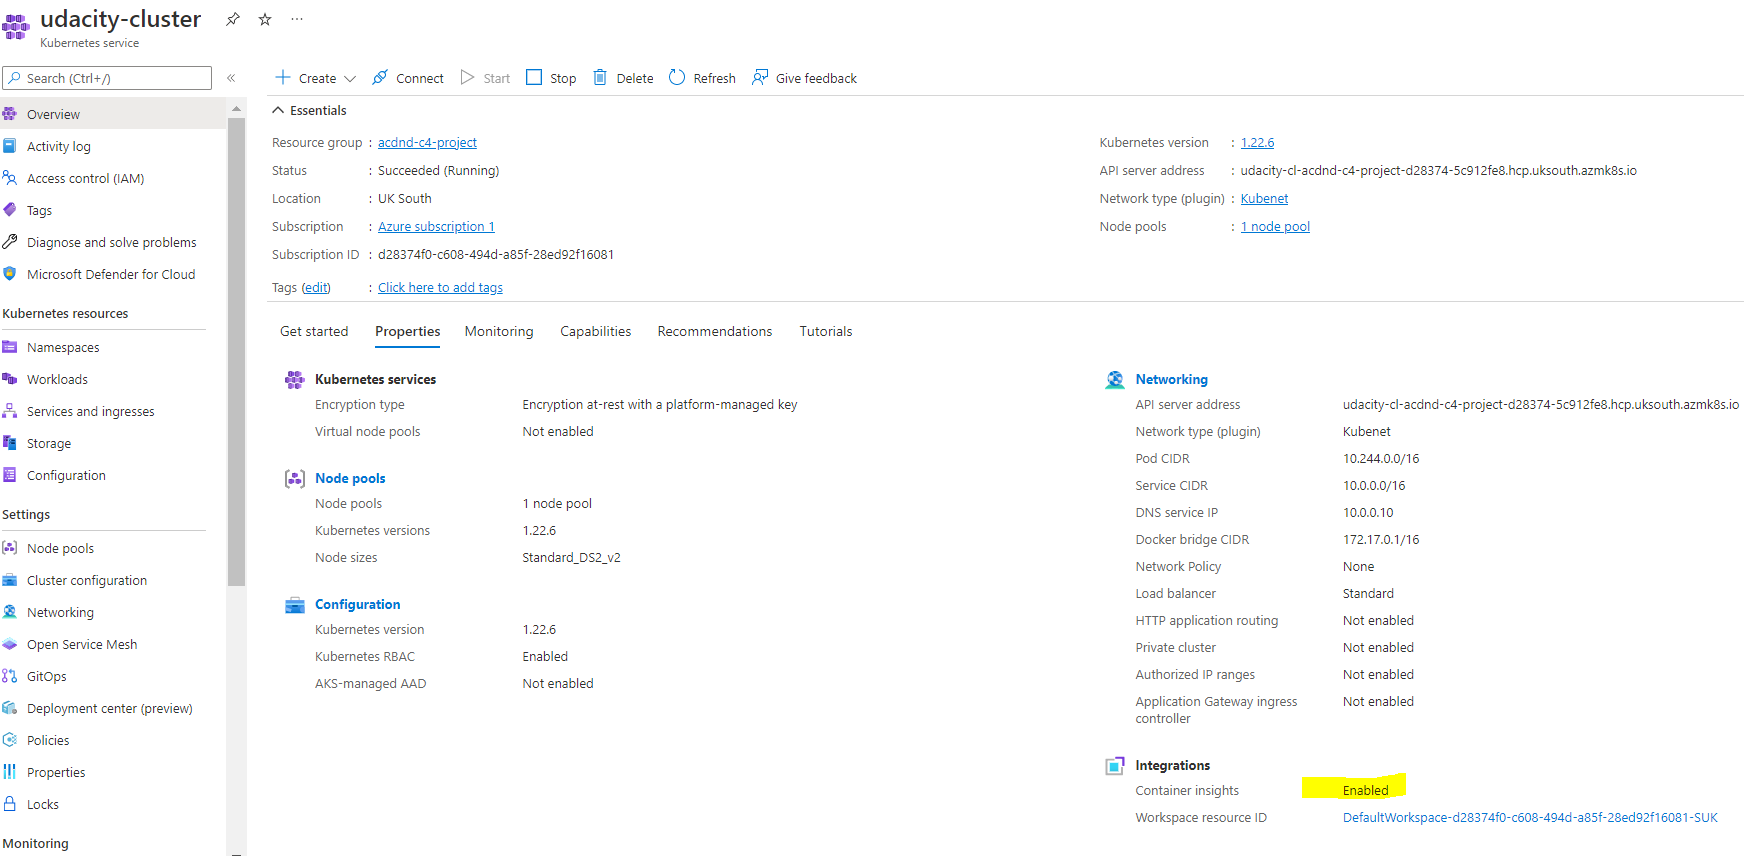 udacity-cluster
Kubernetes service
Search (Ctrl+/)
Overview
Activity log
Access control (IAM)
Tags
Diagnose and solve problems
Microsoft Defender for Cloud
Kubernetes resources
Namespaces
Workloads
Services and ingresses
Storage
Configuration
Settings
Node pools
Cluster configuration
Networking
Open Service Mesh
GitOps
Deployment center (preview)
Policies
Properties
Locks
Monitoring
Create Connect Start Stop Delete Refresh Give feedback
Essentials
Resource group : acdnd-c4-project
Status : Succeeded (Running)
Location : UK South
Subscription : Azure subscription 1
Subscription ID : d28374f0-c608-494d-a85f-28ed92f16081
Tags (edit) : Click here to add tags
Kubernetes version : 1.22.6
API server address : udacity-cl-acdnd-c4-project-d28374-5c912fe8.hcp.uksouth.azmk8s.io
Network type (plugin) : Kubenet
Node pools : 1 node pool
Get started Properties Monitoring Capabilities Recommendations Tutorials
Kubernetes services
Encryption type Encryption at-rest with a platform-managed key
Virtual node pools Not enabled
Node pools
Node pools 1 node pool
Kubernetes versions 1.22.6
Node sizes Standard_DS2_v2
Configuration
Kubernetes version 1.22.6
Kubernetes RBAC Enabled
AKS-managed AAD Not enabled
Networking
API server address udacity-cl-acdnd-c4-project-d28374-5c912fe8.hcp.uksouth.azmk8s.io
Network type (plugin) Kubenet
Pod CIDR 10.244.0.0/16
Service CIDR 10.0.0.0/16
DNS service IP 10.0.0.10
Docker bridge CIDR 172.17.0.1/16
Network Policy None
Load balancer Standard
HTTP application routing Not enabled
Private cluster Not enabled
Authorized IP ranges Not enabled
Application Gateway ingress Not enabled
controller
Integrations
Container insights Enabled
Workspace resource ID DefaultWorkspace-d28374f0-c608-494d-a85f-28ed92f16081-SUK